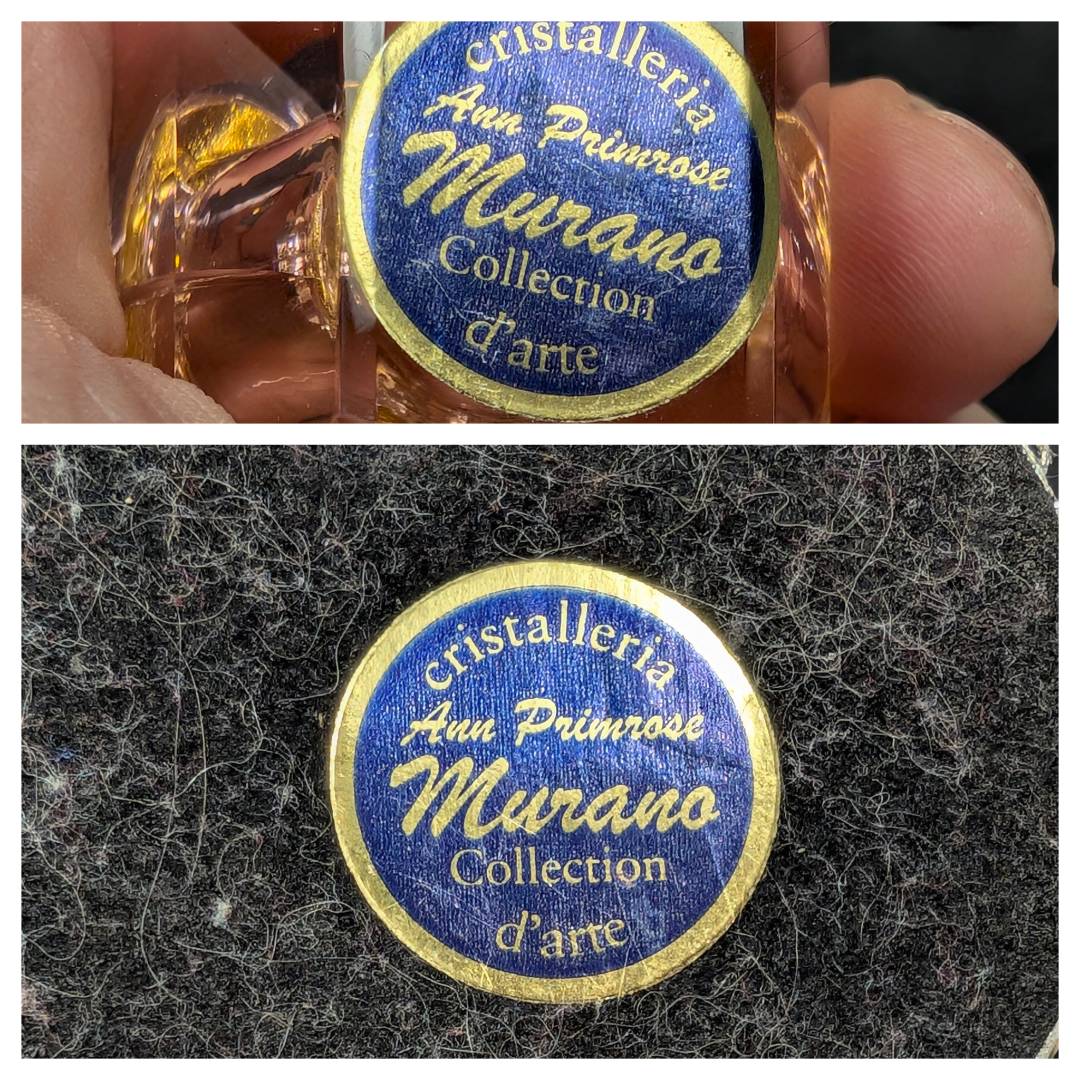 cristalleria
Ann Primrose
Murano
Collection
d'arte
cristalleria
Ann Primrose
Murano
Collection
d'arte